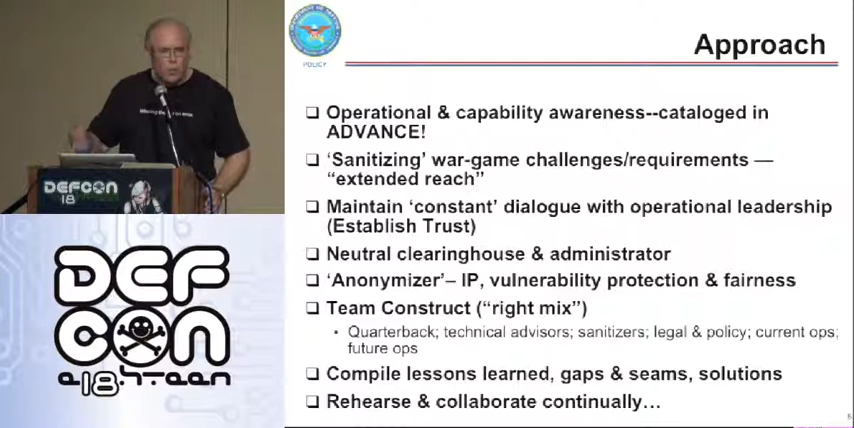 DEFCON
18
POLICY
Approach
❑ Operational & capability awareness--cataloged in
ADVANCE!
❑ ‘Sanitizing’ war-game challenges/requirements —
“extended reach”
❑ Maintain ‘constant’ dialogue with operational leadership
(Establish Trust)
❑ Neutral clearinghouse & administrator
❑ ‘Anonymizer’– IP, vulnerability protection & fairness
❑ Team Construct (“right mix”)
• Quarterback; technical advisors; sanitizers; legal & policy; current ops;
future ops
❑ Compile lessons learned, gaps & seams, solutions
❑ Rehearse & collaborate continually…
DEF
CON
e18hteen